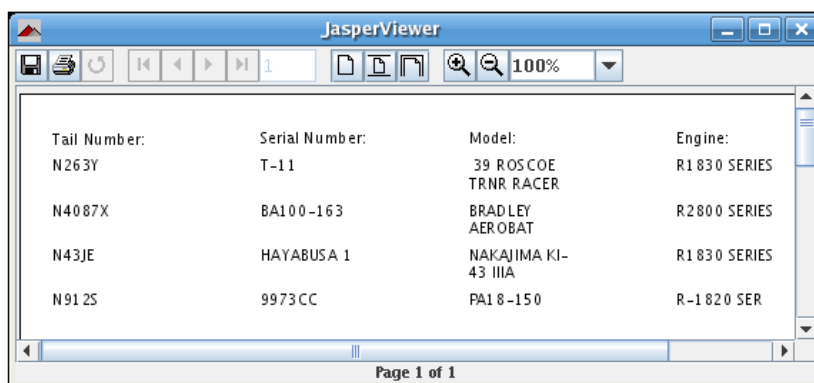 JasperViewer
1 100%
Tail Number: Serial Number: Model: Engine:
N263Y T-11 39 ROSCOE R1830 SERIES
TRNR RACER
N4087X BA100-163 BRADLEY R2800 SERIES
AEROBAT
N43JE HAYABUSA 1 NAKAJIMA KI- R1830 SERIES
43 IIIA
N912S 9973CC PA18-150 R-1820 SER
Page 1 of 1